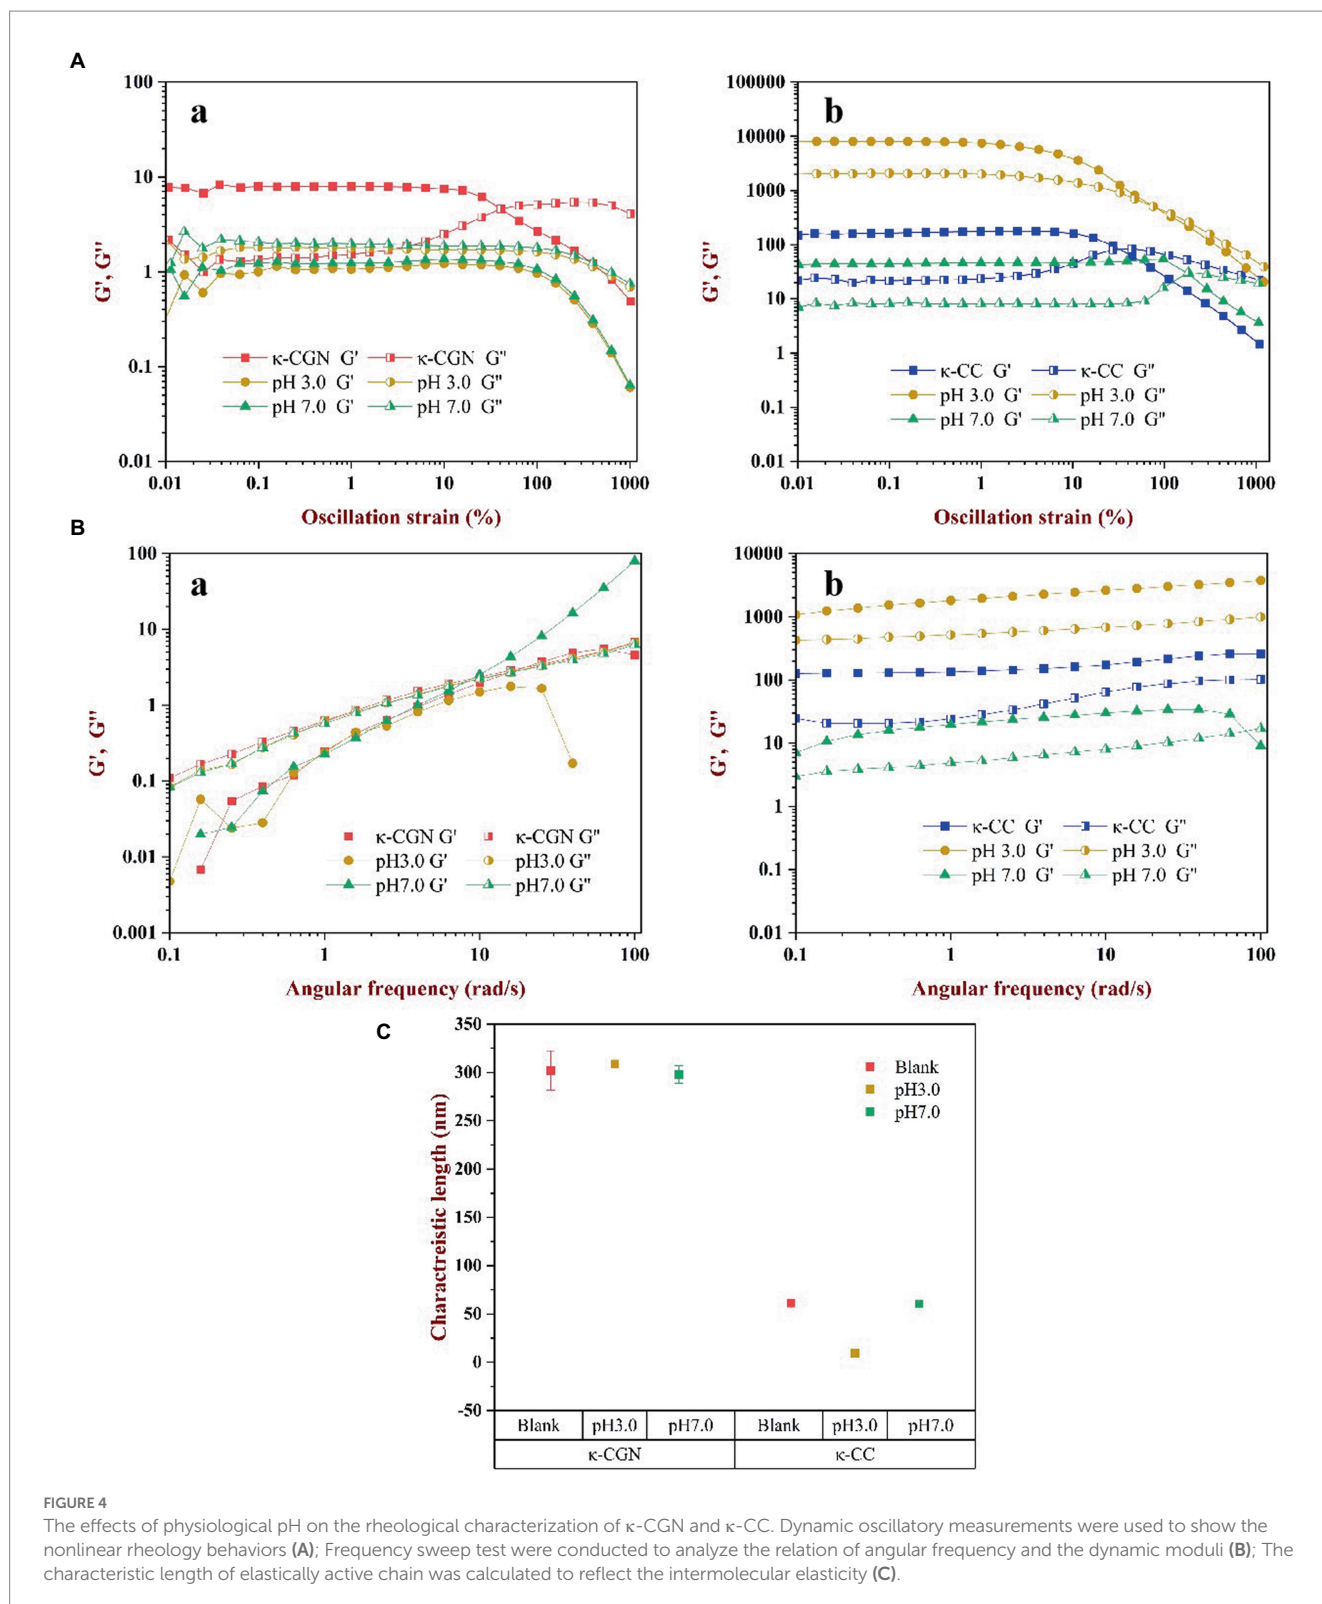 A
a
G', G"
100
10
1
0.1
0.01
κ-CGN G' κ-CGN G"
pH 3.0 G' pH 3.0 G"
pH 7.0 G' pH 7.0 G"
0.01 0.1 1 10 100 1000
Oscillation strain (%)
b
G', G"
100000
10000
1000
100
10
1
0.1
0.01
κ-CC G' κ-CC G"
pH 3.0 G' pH 3.0 G"
pH 7.0 G' pH 7.0 G"
0.01 0.1 1 10 100 1000
Oscillation strain (%)
B
a
G', G"
100
10
1
0.1
0.01
0.001
κ-CGN G' κ-CGN G"
pH3.0 G' pH3.0 G"
pH7.0 G' pH7.0 G"
0.1 1 10 100
Angular frequency (rad/s)
b
G', G"
10000
1000
100
10
1
0.1
0.01
κ-CC G' κ-CC G"
pH 3.0 G' pH 3.0 G"
pH 7.0 G' pH 7.0 G"
0.1 1 10 100
Angular frequency (rad/s)
C
Charactreistic length (nm)
350
300
250
200
150
100
50
0
-50
Blank
pH3.0
pH7.0
Blank pH3.0 pH7.0 Blank pH3.0 pH7.0
κ-CGN κ-CC
FIGURE 4
The effects of physiological pH on the rheological characterization of κ-CGN and κ-CC. Dynamic oscillatory measurements were used to show the
nonlinear rheology behaviors (A); Frequency sweep test were conducted to analyze the relation of angular frequency and the dynamic moduli (B); The
characteristic length of elastically active chain was calculated to reflect the intermolecular elasticity (C).